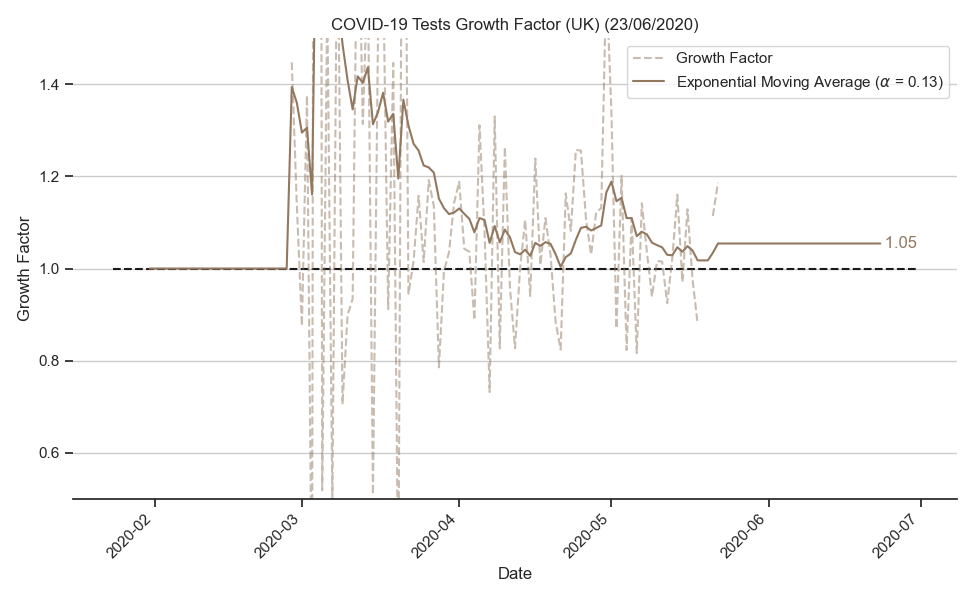 COVID-19 Tests Growth Factor (UK) (23/06/2020)
Growth Factor
Exponential Moving Average (α = 0.13)
Growth Factor
1.4
1.2
1.0
0.8
0.6
1.05
2020-02
2020-03
2020-04
2020-05
2020-06
2020-07
Date